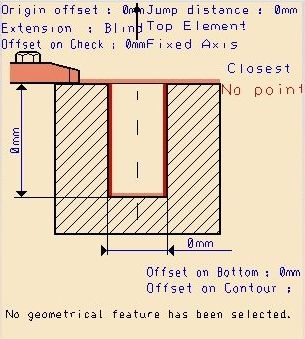 Origin offset : 0mm Jump distance : 0mm
Extension : Blind Top Element
Offset on Check : 0mm Fixed Axis
Closest
No point
0mm
0mm
Offset on Bottom : 0mm
Offset on Contour :
No geometrical feature has been selected.